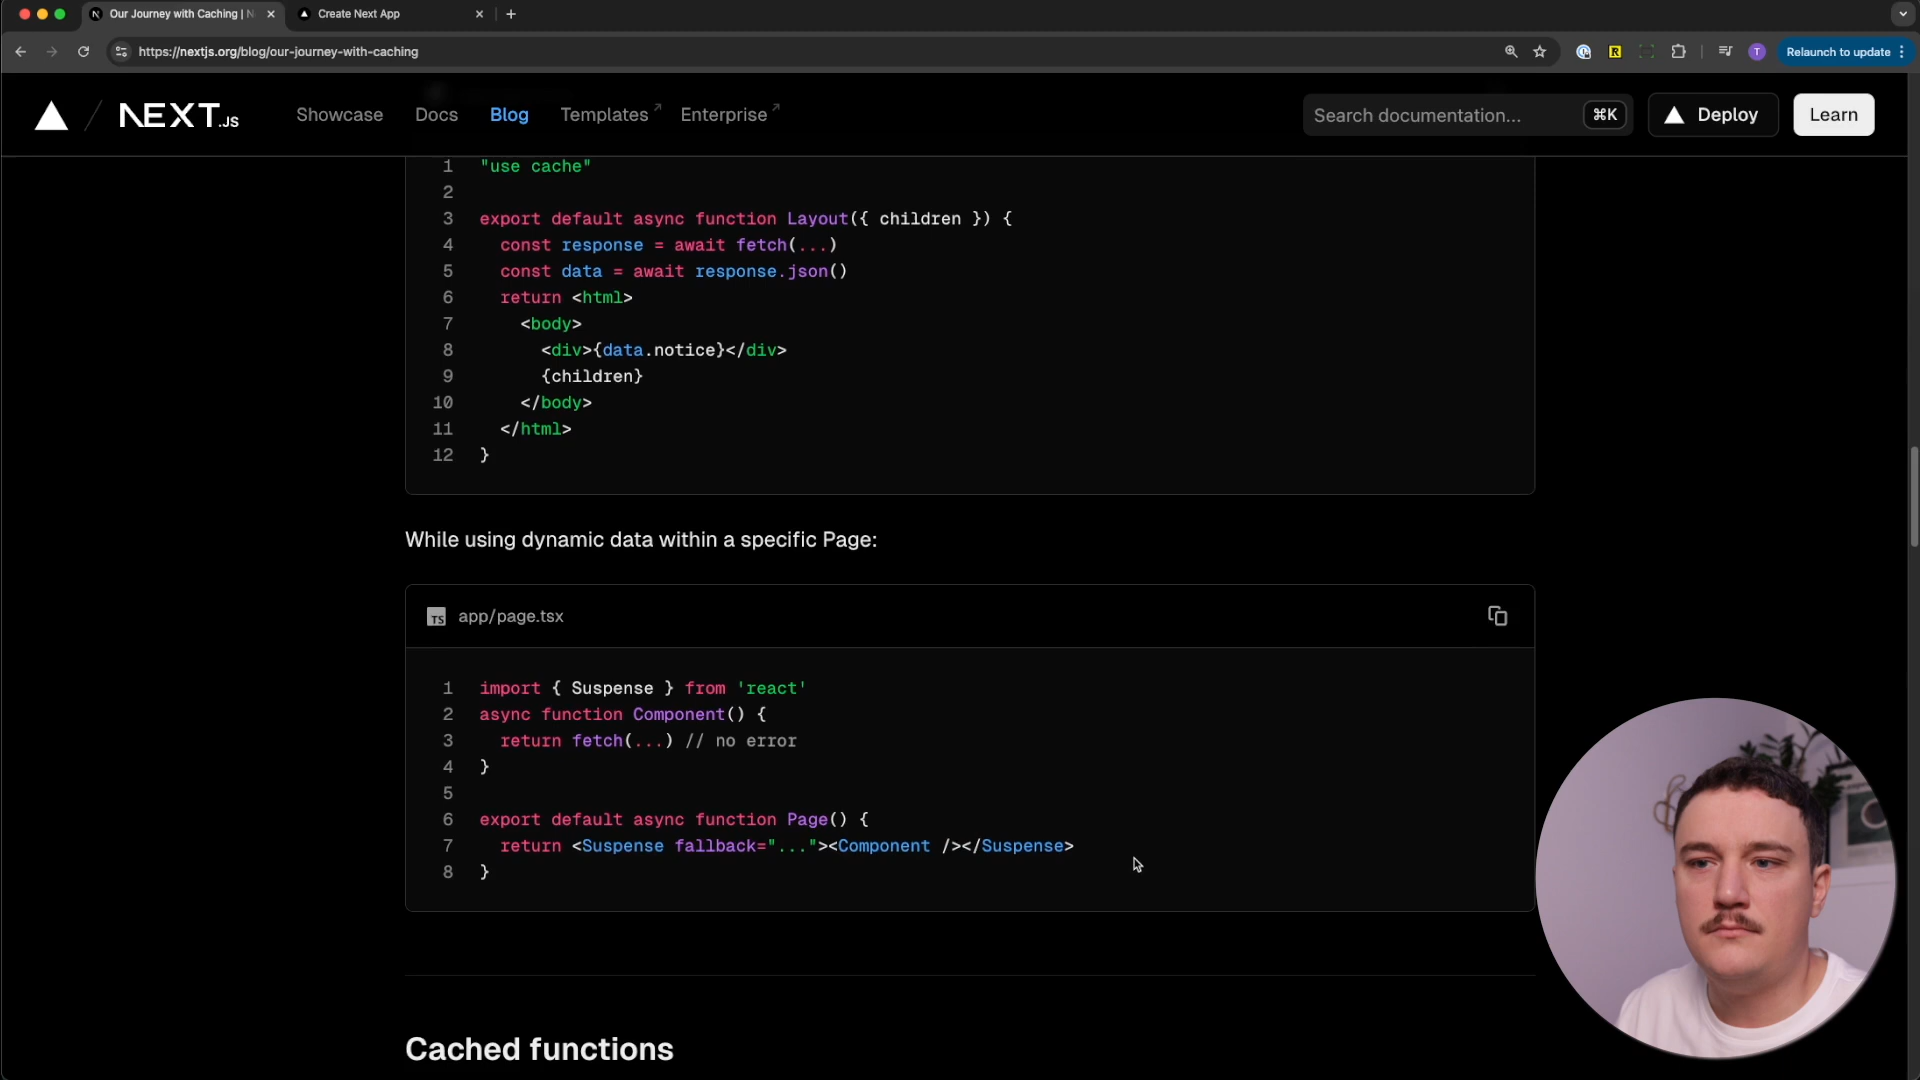 Our Journey with Caching | N
Create Next App
https://nextjs.org/blog/our-journey-with-caching
R
T
Relaunch to update
NEXT.JS
Showcase
Docs
Blog
Templates
Enterprise
Search documentation...
⌘K
Deploy
Learn
1 "use cache"
2
3 export default async function Layout({ children }) {
4 const response = await fetch(...)
5 const data = await response.json()
6 return <html>
7 <body>
8 <div>{data.notice}</div>
9 {children}
10 </body>
11 </html>
12 }
While using dynamic data within a specific Page:
TS app/page.tsx
1 import { Suspense } from 'react'
2 async function Component() {
3 return fetch(...) // no error
4 }
5
6 export default async function Page() {
7 return <Suspense fallback="..."><Component /></Suspense>
8 }
Cached functions